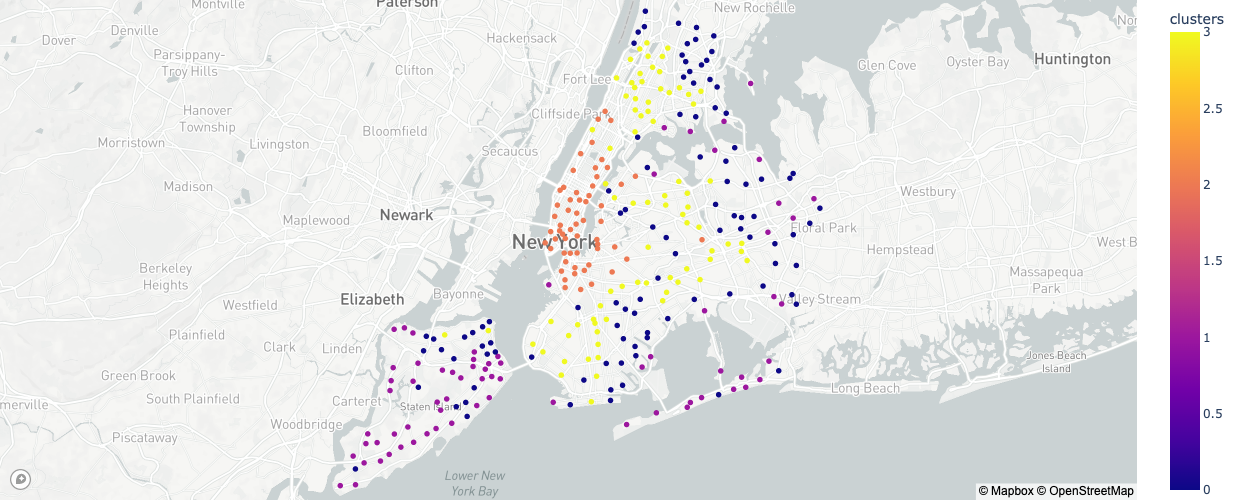 Montville
Paterson
New Rochelle
Denville
Dover
Parsippany-
Troy Hills
Hackensack
Fort Lee
Clifton
Glen Cove
Oyster Bay
Huntington
Hanover
Township
Cliffside Park
Bloomfield
Morristown
Livingston
Secaucus
Madison
Westbury
Maplewood
Newark
Floral Park
New York
Hempstead
West B
Berkeley
Heights
Massapequa
Park
Elizabeth
Bayonne
Westfield
Valley Stream
Plainfield
Clark
Linden
Jones Beach
Island
Green Brook
Long Beach
South Plainfield
Carteret
Staten Island
merville
Woodbridge
Piscataway
Lower New
York Bay
© Mapbox © OpenStreetMap
clusters
3
2.5
2
1.5
1
0.5
0